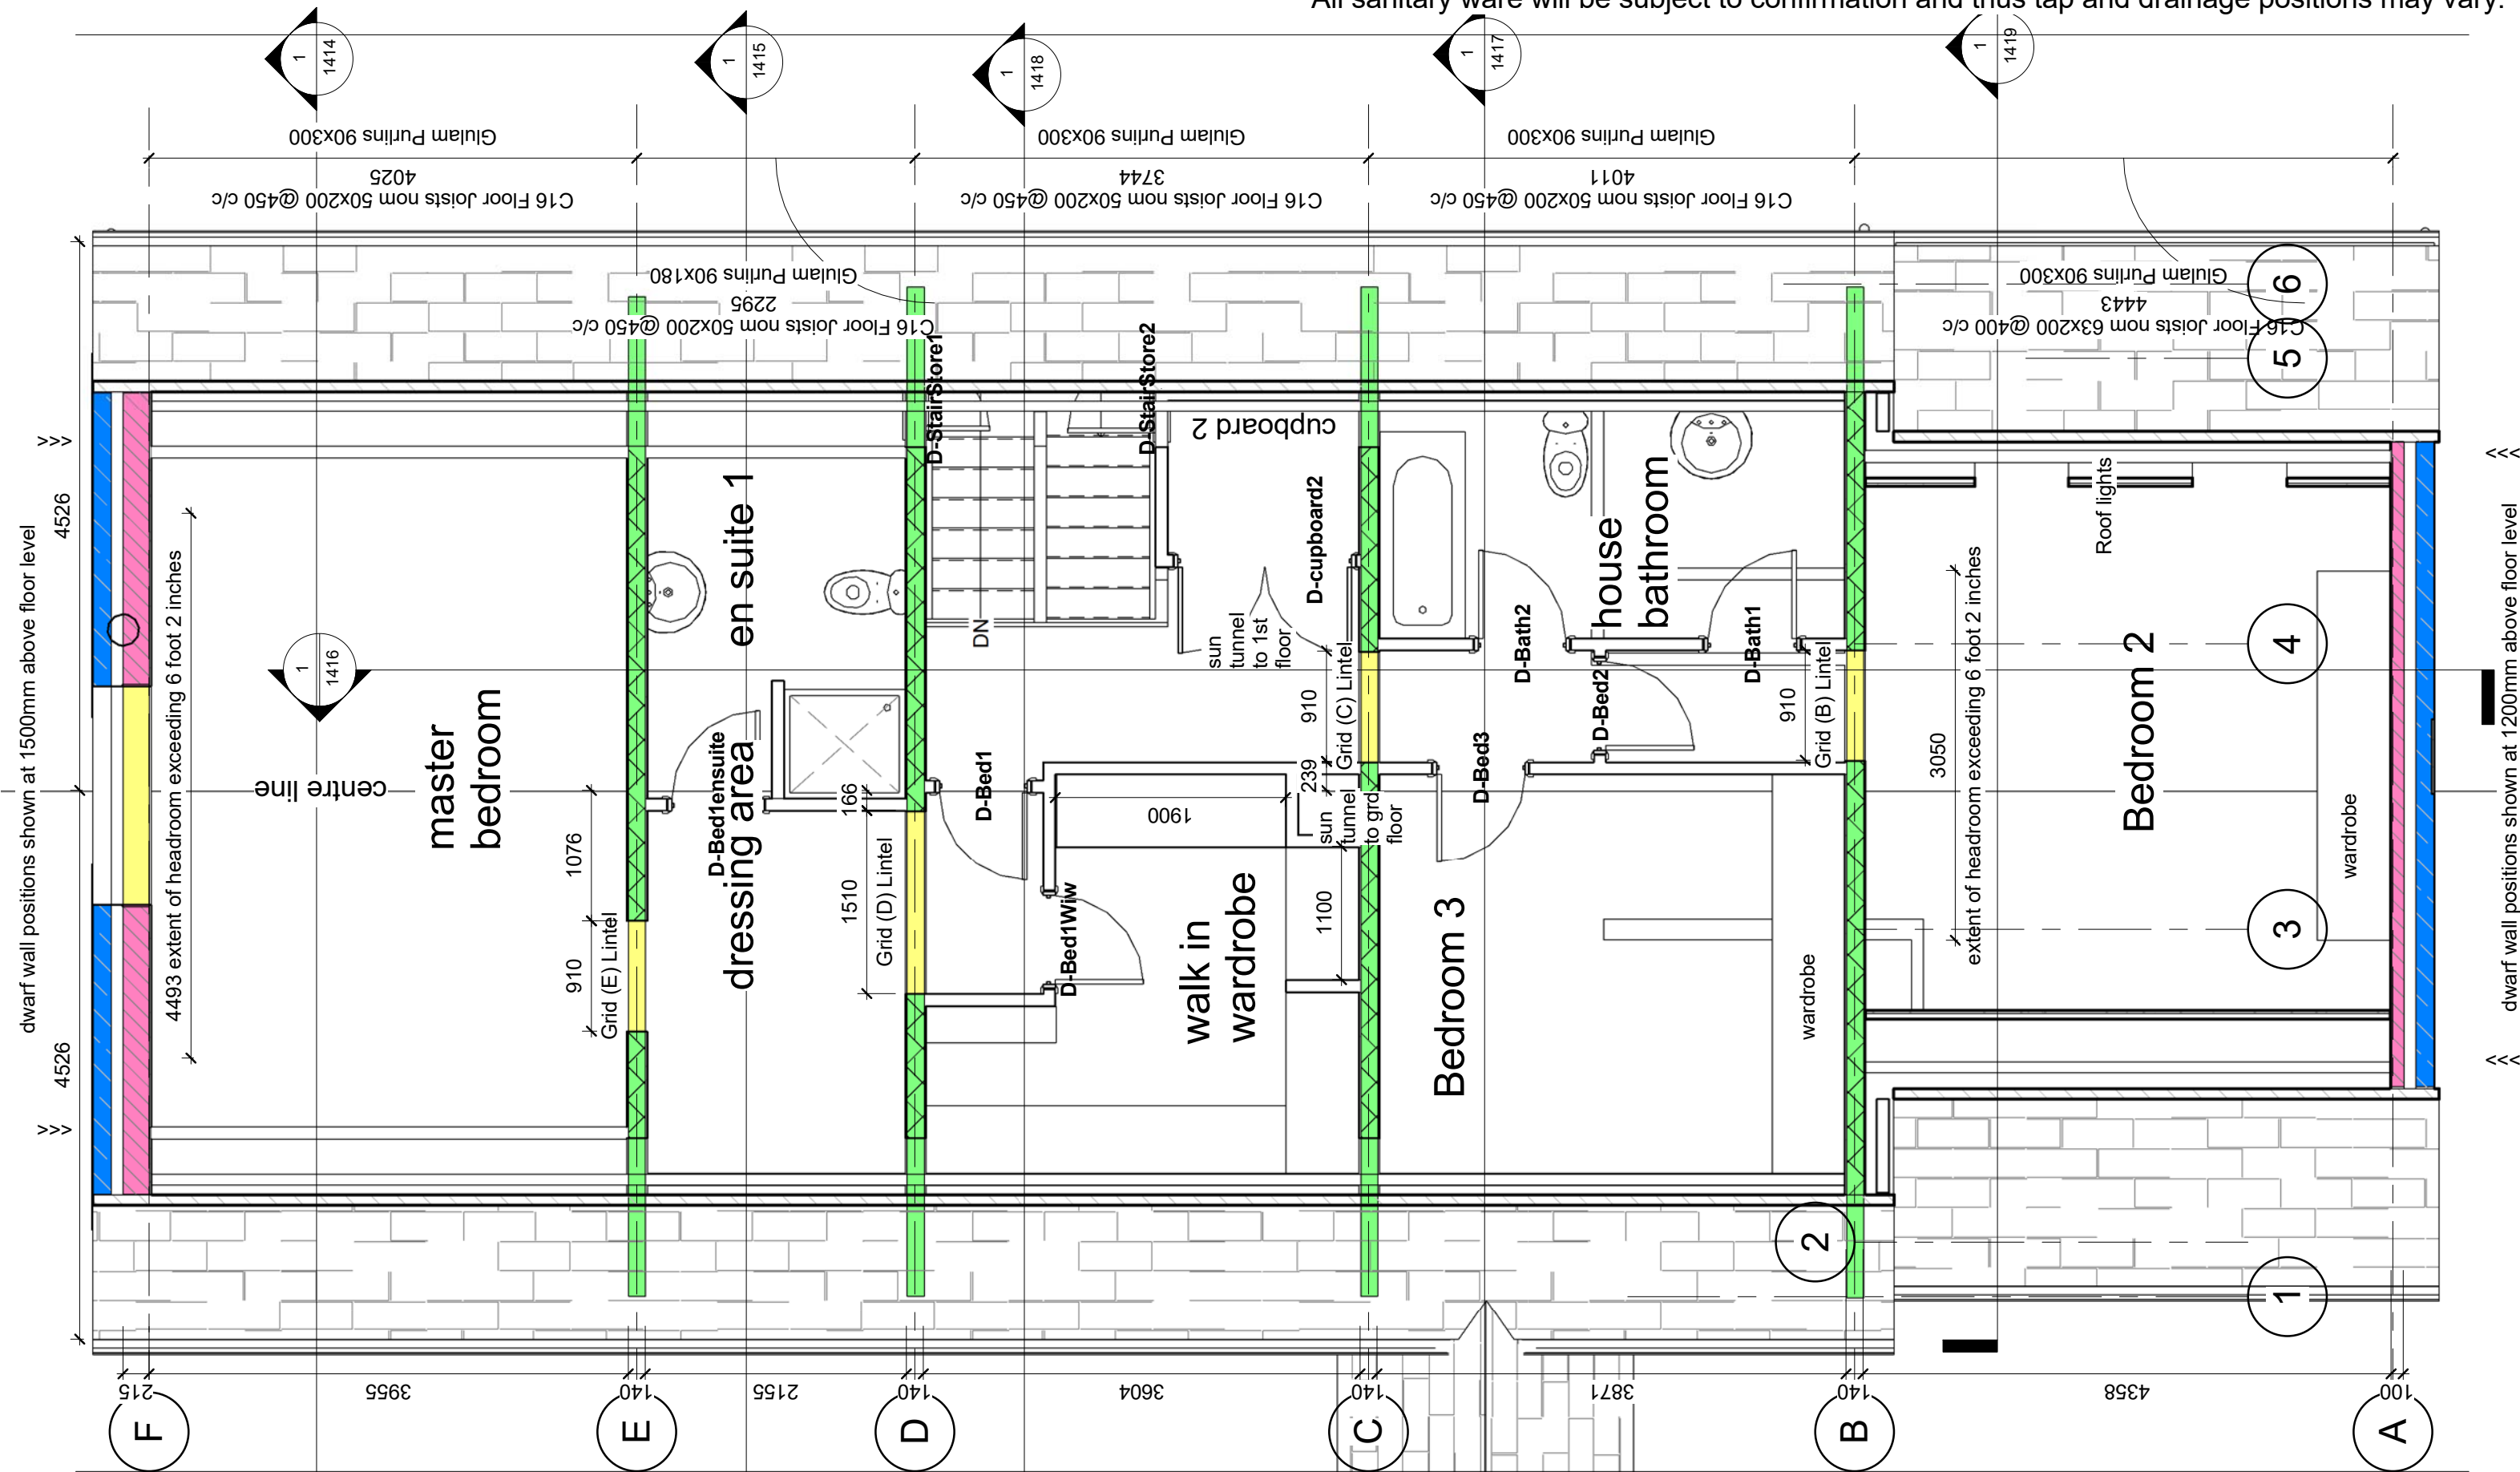 All sanitary ware will be subject to confirmation and thus tap and drainage positions may vary.
1
1414
1
1415
1
1418
1
1417
1
1419
Glulam Purlins 90x300
4025
C16 Floor Joists nom 50x200 @450 c/c
Glulam Purlins 90x300
3744
C16 Floor Joists nom 50x200 @450 c/c
Glulam Purlins 90x300
4011
C16 Floor Joists nom 50x200 @450 c/c
Glulam Purlins 90x180
2295
C16 Floor Joists nom 50x200 @450 c/c
Glulam Purlins 90x300
4443
C16 Floor Joists nom 63x200 @400 c/c
6
5
4
3
2
1
dwarf wall positions shown at 1500mm above floor level
>>>
4526
4526
>>>
4493 extent of headroom exceeding 6 foot 2 inches
1
1416
centre line
master
bedroom
1076
910
Grid (E) Lintel
en suite 1
D-Bed1ensuite
dressing area
166
1510
Grid (D) Lintel
D-StairStore1
D-StairStore2
DN
cupboard 2
D-cupboard2
sun
tunnel
to 1st
floor
D-Bed1
D-Bed1Wiw
1900
1100
walk in
wardrobe
910
Grid (C) Lintel
239
sun
tunnel
to grd
floor
D-Bath2
house
bathroom
D-Bath1
D-Bed2
D-Bed3
910
Grid (B) Lintel
Bedroom 3
wardrobe
Roof lights
3050
extent of headroom exceeding 6 foot 2 inches
Bedroom 2
wardrobe
<<<
dwarf wall positions shown at 1200mm above floor level
<<<
215
3955
140
2155
140
3604
140
3871
140
4358
100
F
E
D
C
B
A